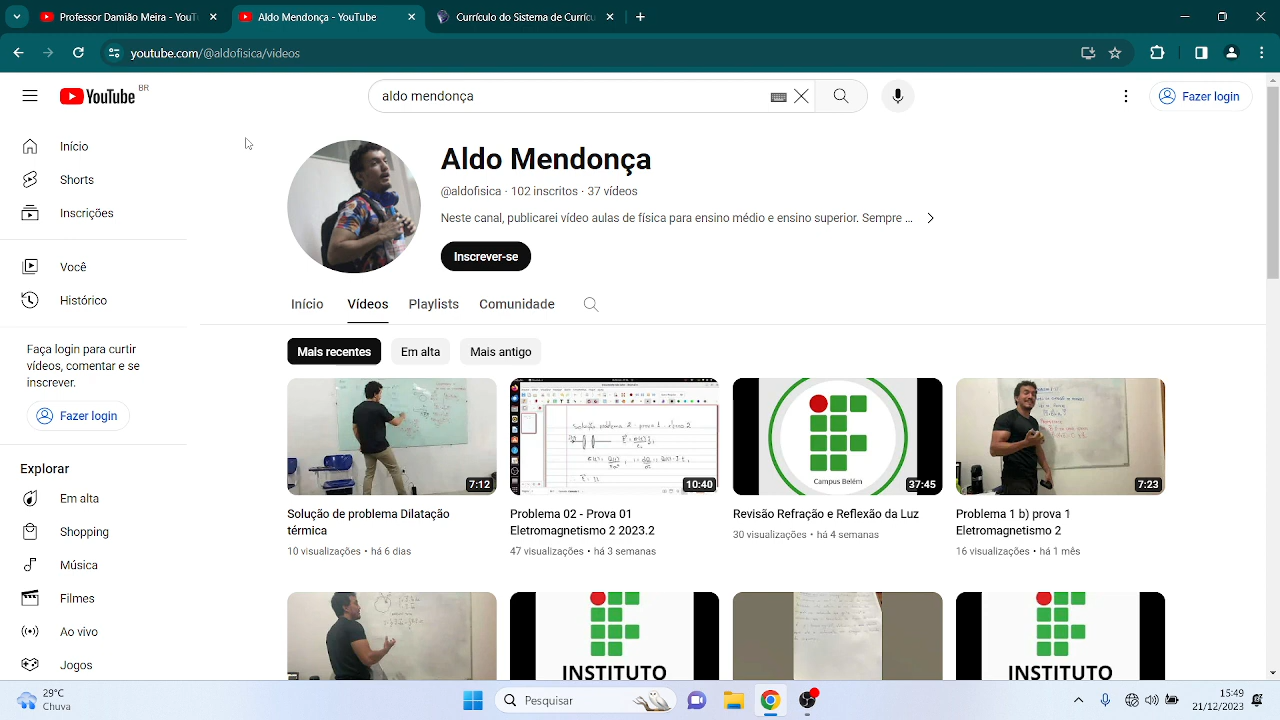 Professor Damião Meira - YouT
Aldo Mendonça - YouTube
Currículo do Sistema de Currícu
youtube.com/@aldofisica/videos
YouTube
BR
aldo mendonça
Fazer login
Início
Shorts
Inscrições
Você
Histórico
Faça login para curtir
vídeos, comentar e se
inscrever.
Fazer login
Explorar
Em alta
Shopping
Música
Filmes
Ao vivo
Jogos
Aldo Mendonça
@aldofisica · 102 inscritos · 37 vídeos
Neste canal, publicarei vídeo aulas de física para ensino médio e ensino superior. Sempre ...
Inscrever-se
Início Vídeos Playlists Comunidade
Mais recentes Em alta Mais antigo
7:12
Solução de problema Dilatação
térmica
10 visualizações • há 6 dias
10:40
Problema 02 - Prova 01
Eletromagnetismo 2 2023.2
47 visualizações • há 3 semanas
Campus Belém
37:45
Revisão Refração e Reflexão da Luz
30 visualizações • há 4 semanas
7:23
Problema 1 b) prova 1
Eletromagnetismo 2
16 visualizações • há 1 mês
INSTITUTO
INSTITUTO
29°C
Chuva
Pesquisar
15:49
21/12/2023